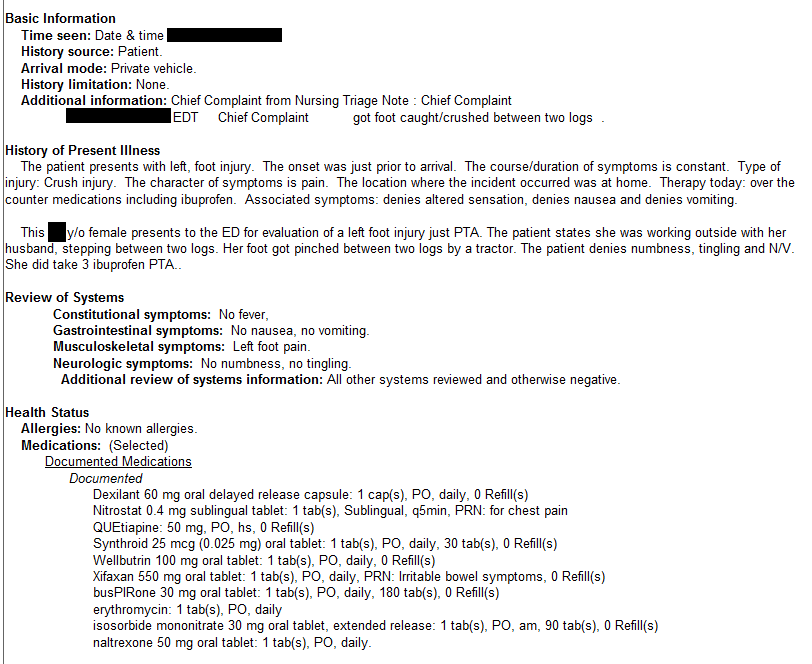 Basic Information
Time seen: Date & time
History source: Patient.
Arrival mode: Private vehicle.
History limitation: None.
Additional information: Chief Complaint from Nursing Triage Note : Chief Complaint
EDT Chief Complaint got foot caught/crushed between two logs .
History of Present Illness
The patient presents with left, foot injury. The onset was just prior to arrival. The course/duration of symptoms is constant. Type of
injury: Crush injury. The character of symptoms is pain. The location where the incident occurred was at home. Therapy today: over the
counter medications including ibuprofen. Associated symptoms: denies altered sensation, denies nausea and denies vomiting.
This y/o female presents to the ED for evaluation of a left foot injury just PTA. The patient states she was working outside with her
husband, stepping between two logs. Her foot got pinched between two logs by a tractor. The patient denies numbness, tingling and N/V.
She did take 3 ibuprofen PTA..
Review of Systems
Constitutional symptoms: No fever,
Gastrointestinal symptoms: No nausea, no vomiting.
Musculoskeletal symptoms: Left foot pain.
Neurologic symptoms: No numbness, no tingling.
Additional review of systems information: All other systems reviewed and otherwise negative.
Health Status
Allergies: No known allergies.
Medications: (Selected)
Documented Medications
Documented
Dexilant 60 mg oral delayed release capsule: 1 cap(s), PO, daily, 0 Refill(s)
Nitrostat 0.4 mg sublingual tablet: 1 tab(s), Sublingual, q5min, PRN: for chest pain
QUEtiapine: 50 mg, PO, hs, 0 Refill(s)
Synthroid 25 mcg (0.025 mg) oral tablet: 1 tab(s), PO, daily, 30 tab(s), 0 Refill(s)
Wellbutrin 100 mg oral tablet: 1 tab(s), PO, daily, 0 Refill(s)
Xifaxan 550 mg oral tablet: 1 tab(s), PO, daily, PRN: Irritable bowel symptoms, 0 Refill(s)
busPIRone 30 mg oral tablet: 1 tab(s), PO, daily, 180 tab(s), 0 Refill(s)
erythromycin: 1 tab(s), PO, daily
isosorbide mononitrate 30 mg oral tablet, extended release: 1 tab(s), PO, am, 90 tab(s), 0 Refill(s)
naltrexone 50 mg oral tablet: 1 tab(s), PO, daily.